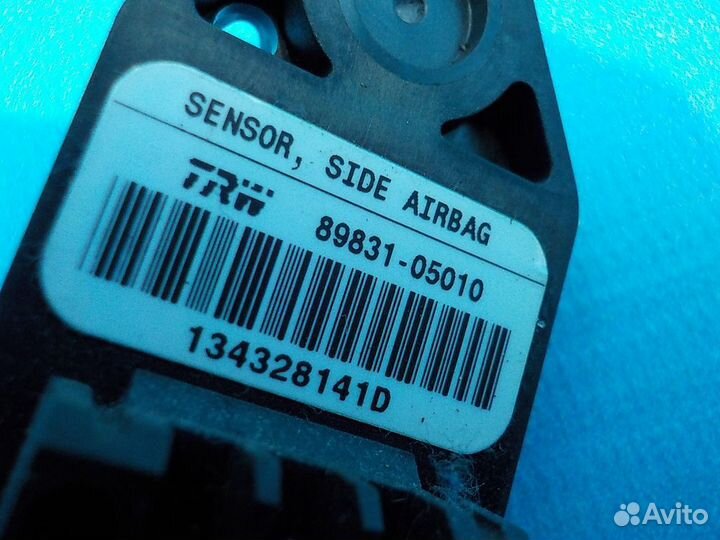 SENSOR, SIDE AIRBAG
TRW
89831-05010
134328141D
Avito